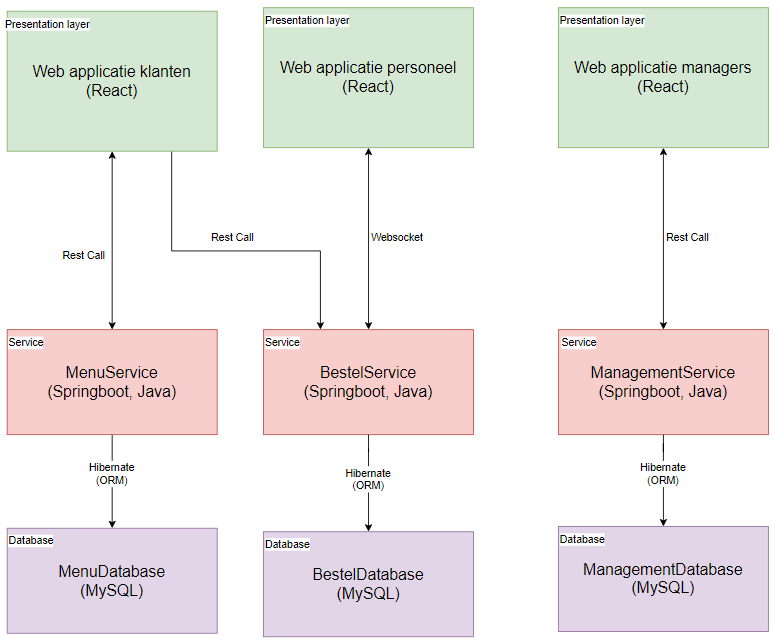 Presentation layer
Web applicatie klanten
(React)
Presentation layer
Web applicatie personeel
(React)
Presentation layer
Web applicatie managers
(React)
Rest Call
Rest Call
Websocket
Rest Call
Service
MenuService
(Springboot, Java)
Service
BestelService
(Springboot, Java)
Service
ManagementService
(Springboot, Java)
Hibernate
(ORM)
Hibernate
(ORM)
Hibernate
(ORM)
Database
MenuDatabase
(MySQL)
Database
BestelDatabase
(MySQL)
Database
ManagementDatabase
(MySQL)